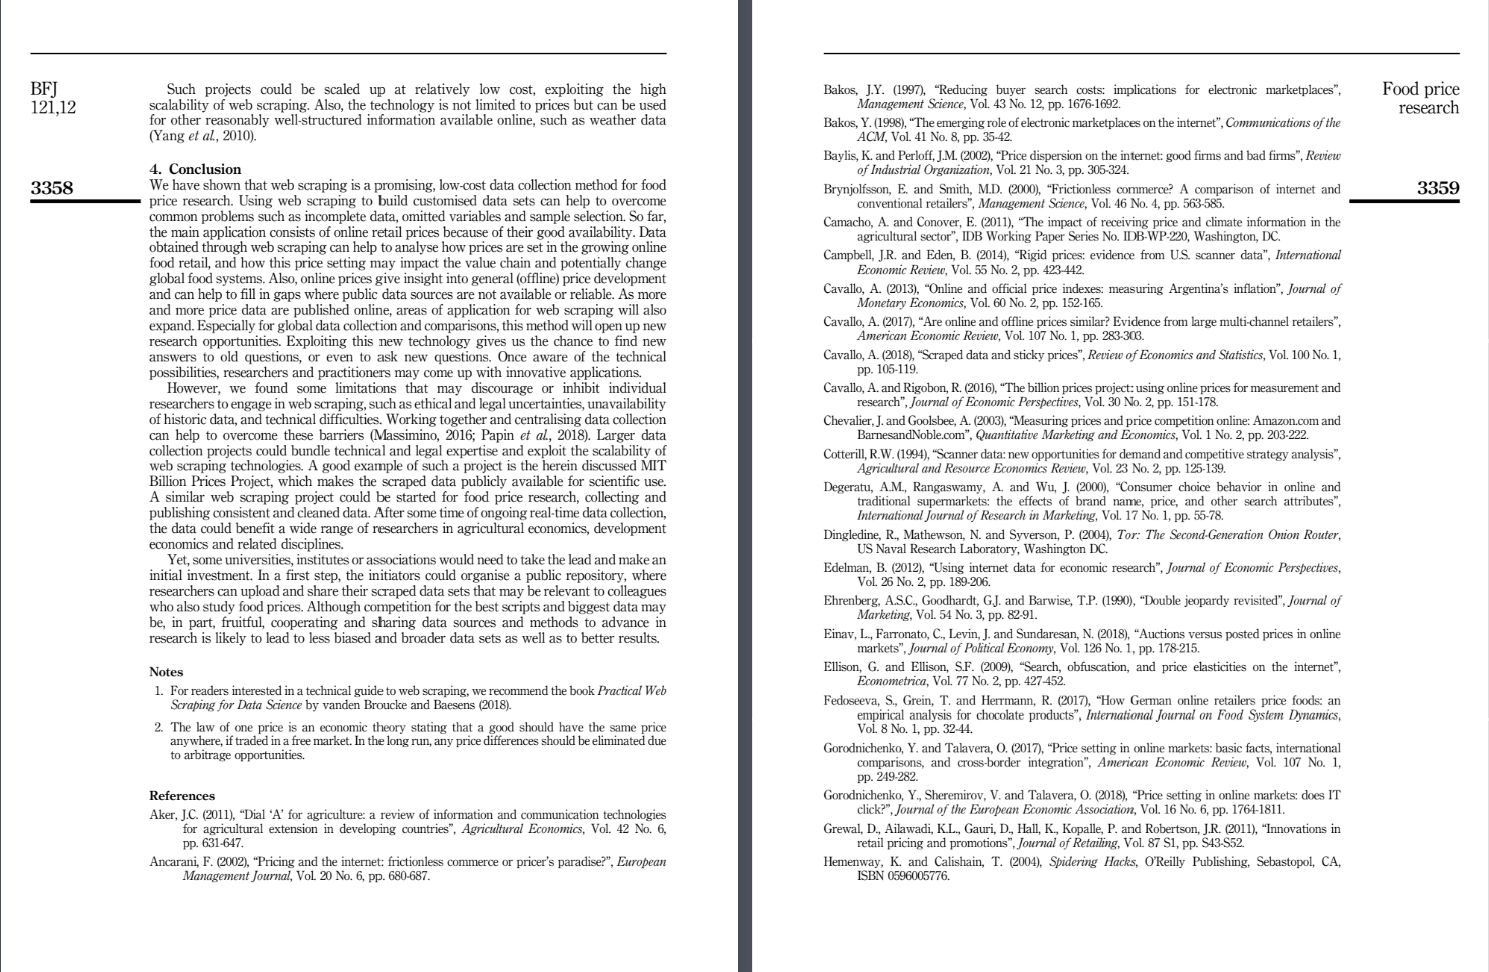 BFJ
121,12
3358
Such projects could be scaled up at relatively low cost, exploiting the high
scalability of web scraping. Also, the technology is not limited to prices but can be used
for other reasonably well-structured information available online, such as weather data
(Yang et al., 2010).
4. Conclusion
We have shown that web scraping is a promising, low-cost data collection method for food
price research. Using web scraping to build customised data sets can help to overcome
common problems such as incomplete data, omitted variables and sample selection. So far,
the main application consists of online retail prices because of their good availability. Data
obtained through web scraping can help to analyse how prices are set in the growing online
food retail, and how this price setting may impact the value chain and potentially change
global food systems. Also, online prices give insight into general (offline) price development
and can help to fill in gaps where public data sources are not available or reliable. As more
and more price data are published online, areas of application for web scraping will also
expand. Especially for global data collection and comparisons, this method will open up new
research opportunities. Exploiting this new technology gives us the chance to find new
answers to old questions, or even to ask new questions. Once aware of the technical
possibilities, researchers and practitioners may come up with innovative applications.
However, we found some limitations that may discourage or inhibit individual
researchers to engage in web scraping, such as ethical and legal uncertainties, unavailability
of historic data, and technical difficulties. Working together and centralising data collection
can help to overcome these barriers (Massimino, 2016; Papin et al., 2018). Larger data
collection projects could bundle technical and legal expertise and exploit the scalability of
web scraping technologies. A good example of such a project is the herein discussed MIT
Billion Prices Project, which makes the scraped data publicly available for scientific use.
A similar web scraping project could be started for food price research, collecting and
publishing consistent and cleaned data. After some time of ongoing real-time data collection,
the data could benefit a wide range of researchers in agricultural economics, development
economics and related disciplines.
Yet, some universities, institutes or associations would need to take the lead and make an
initial investment. In a first step, the initiators could organise a public repository, where
researchers can upload and share their scraped data sets that may be relevant to colleagues
who also study food prices. Although competition for the best scripts and biggest data may
be, in part, fruitful, cooperating and sharing data sources and methods to advance in
research is likely to lead to less biased and broader data sets as well as to better results.
Notes
1. For readers interested in a technical guide to web scraping, we recommend the book Practical Web
Scraping for Data Science by vanden Broucke and Baesens (2018).
2. The law of one price is an economic theory stating that a good should have the same price
anywhere, if traded in a free market. In the long run, any price differences should be eliminated due
to arbitrage opportunities.
References
Aker, J.C. (2011), “Dial ‘A’ for agriculture: a review of information and communication technologies
for agricultural extension in developing countries”, Agricultural Economics, Vol. 42 No. 6,
pp. 631-647.
Ancarani, F. (2002), “Pricing and the internet: frictionless commerce or pricer’s paradise?”, European
Management Journal, Vol. 20 No. 6, pp. 680-687.
Food price
research
3359
Bakos, J.Y. (1997), “Reducing buyer search costs: implications for electronic marketplaces”,
Management Science, Vol. 43 No. 12, pp. 1676-1692.
Bakos, Y. (1998), “The emerging role of electronic marketplaces on the internet”, Communications of the
ACM, Vol. 41 No. 8, pp. 35-42.
Baylis, K. and Perloff, J.M. (2002), “Price dispersion on the internet: good firms and bad firms”, Review
of Industrial Organization, Vol. 21 No. 3, pp. 305-324.
Brynjolfsson, E. and Smith, M.D. (2000), “Frictionless commerce? A comparison of internet and
conventional retailers”, Management Science, Vol. 46 No. 4, pp. 563-585.
Camacho, A. and Conover, E. (2011), “The impact of receiving price and climate information in the
agricultural sector”, IDB Working Paper Series No. IDB-WP-220, Washington, DC.
Campbell, J.R. and Eden, B. (2014), “Rigid prices: evidence from U.S. scanner data”, International
Economic Review, Vol. 55 No. 2, pp. 423-442.
Cavallo, A. (2013), “Online and official price indexes: measuring Argentina’s inflation”, Journal of
Monetary Economics, Vol. 60 No. 2, pp. 152-165.
Cavallo, A. (2017), “Are online and offline prices similar? Evidence from large multi-channel retailers”,
American Economic Review, Vol. 107 No. 1, pp. 283-303.
Cavallo, A. (2018), “Scraped data and sticky prices”, Review of Economics and Statistics, Vol. 100 No. 1,
pp. 105-119.
Cavallo, A. and Rigobon, R. (2016), “The billion prices project: using online prices for measurement and
research”, Journal of Economic Perspectives, Vol. 30 No. 2, pp. 151-178.
Chevalier, J. and Goolsbee, A. (2003), “Measuring prices and price competition online: Amazon.com and
BarnesandNoble.com”, Quantitative Marketing and Economics, Vol. 1 No. 2, pp. 203-222.
Cotterill, R.W. (1994), “Scanner data: new opportunities for demand and competitive strategy analysis”,
Agricultural and Resource Economics Review, Vol. 23 No. 2, pp. 125-139.
Degeratu, A.M., Rangaswamy, A. and Wu, J. (2000), “Consumer choice behavior in online and
traditional supermarkets: the effects of brand name, price, and other search attributes”,
International Journal of Research in Marketing, Vol. 17 No. 1, pp. 55-78.
Dingledine, R., Mathewson, N. and Syverson, P. (2004), Tor: The Second-Generation Onion Router,
US Naval Research Laboratory, Washington DC.
Edelman, B. (2012), “Using internet data for economic research”, Journal of Economic Perspectives,
Vol. 26 No. 2, pp. 189-206.
Ehrenberg, A.S.C., Goodhardt, G.J. and Barwise, T.P. (1990), “Double jeopardy revisited”, Journal of
Marketing, Vol. 54 No. 3, pp. 82-91.
Einav, L., Farronato, C., Levin, J. and Sundaresan, N. (2018), “Auctions versus posted prices in online
markets”, Journal of Political Economy, Vol. 126 No. 1, pp. 178-215.
Ellison, G. and Ellison, S.F. (2009), “Search, obfuscation, and price elasticities on the internet”,
Econometrica, Vol. 77 No. 2, pp. 427-452.
Fedoseeva, S., Grein, T. and Herrmann, R. (2017), “How German online retailers price foods: an
empirical analysis for chocolate products”, International Journal on Food System Dynamics,
Vol. 8 No. 1, pp. 32-44.
Gorodnichenko, Y. and Talavera, O. (2017), “Price setting in online markets: basic facts, international
comparisons, and cross-border integration”, American Economic Review, Vol. 107 No. 1,
pp. 249-282.
Gorodnichenko, Y., Sheremirov, V. and Talavera, O. (2018), “Price setting in online markets: does IT
click?”, Journal of the European Economic Association, Vol. 16 No. 6, pp. 1764-1811.
Grewal, D., Ailawadi, K.L., Gauri, D., Hall, K., Kopalle, P. and Robertson, J.R. (2011), “Innovations in
retail pricing and promotions”, Journal of Retailing, Vol. 87 S1, pp. S43-S52.
Hemenway, K. and Calishain, T. (2004), Spidering Hacks, O’Reilly Publishing, Sebastopol, CA,
ISBN 0596005776.